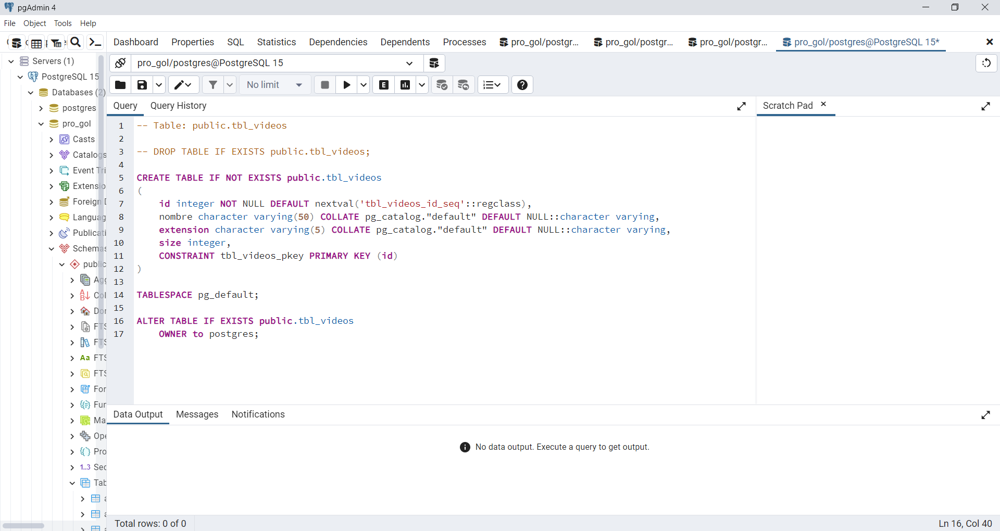 pgAdmin 4
File Object Tools Help
Dashboard Properties SQL Statistics Dependencies Dependents Processes pro_gol/postgr... pro_gol/postgr... pro_gol/postgr... pro_gol/postgres@PostgreSQL 15*
Servers (1)
PostgreSQL 15
Databases (2)
postgres
pro_gol
Casts
Catalogs
Event Tri
Extensio
Foreign D
Languag
Publicati
Schemas
public
Agg
Col
Dor
FTS
FTS
FTS
FTS
For
Fun
Ma
Ope
Pro
Sec
Tab
pro_gol/postgres@PostgreSQL 15
No limit
Query Query History
Scratch Pad
1 -- Table: public.tbl_videos
2
3 -- DROP TABLE IF EXISTS public.tbl_videos;
4
5 CREATE TABLE IF NOT EXISTS public.tbl_videos
6 (
7 id integer NOT NULL DEFAULT nextval('tbl_videos_id_seq'::regclass),
8 nombre character varying(50) COLLATE pg_catalog."default" DEFAULT NULL::character varying,
9 extension character varying(5) COLLATE pg_catalog."default" DEFAULT NULL::character varying,
10 size integer,
11 CONSTRAINT tbl_videos_pkey PRIMARY KEY (id)
12 )
13
14 TABLESPACE pg_default;
15
16 ALTER TABLE IF EXISTS public.tbl_videos
17 OWNER to postgres;
Data Output Messages Notifications
No data output. Execute a query to get output.
Total rows: 0 of 0
Ln 16, Col 40